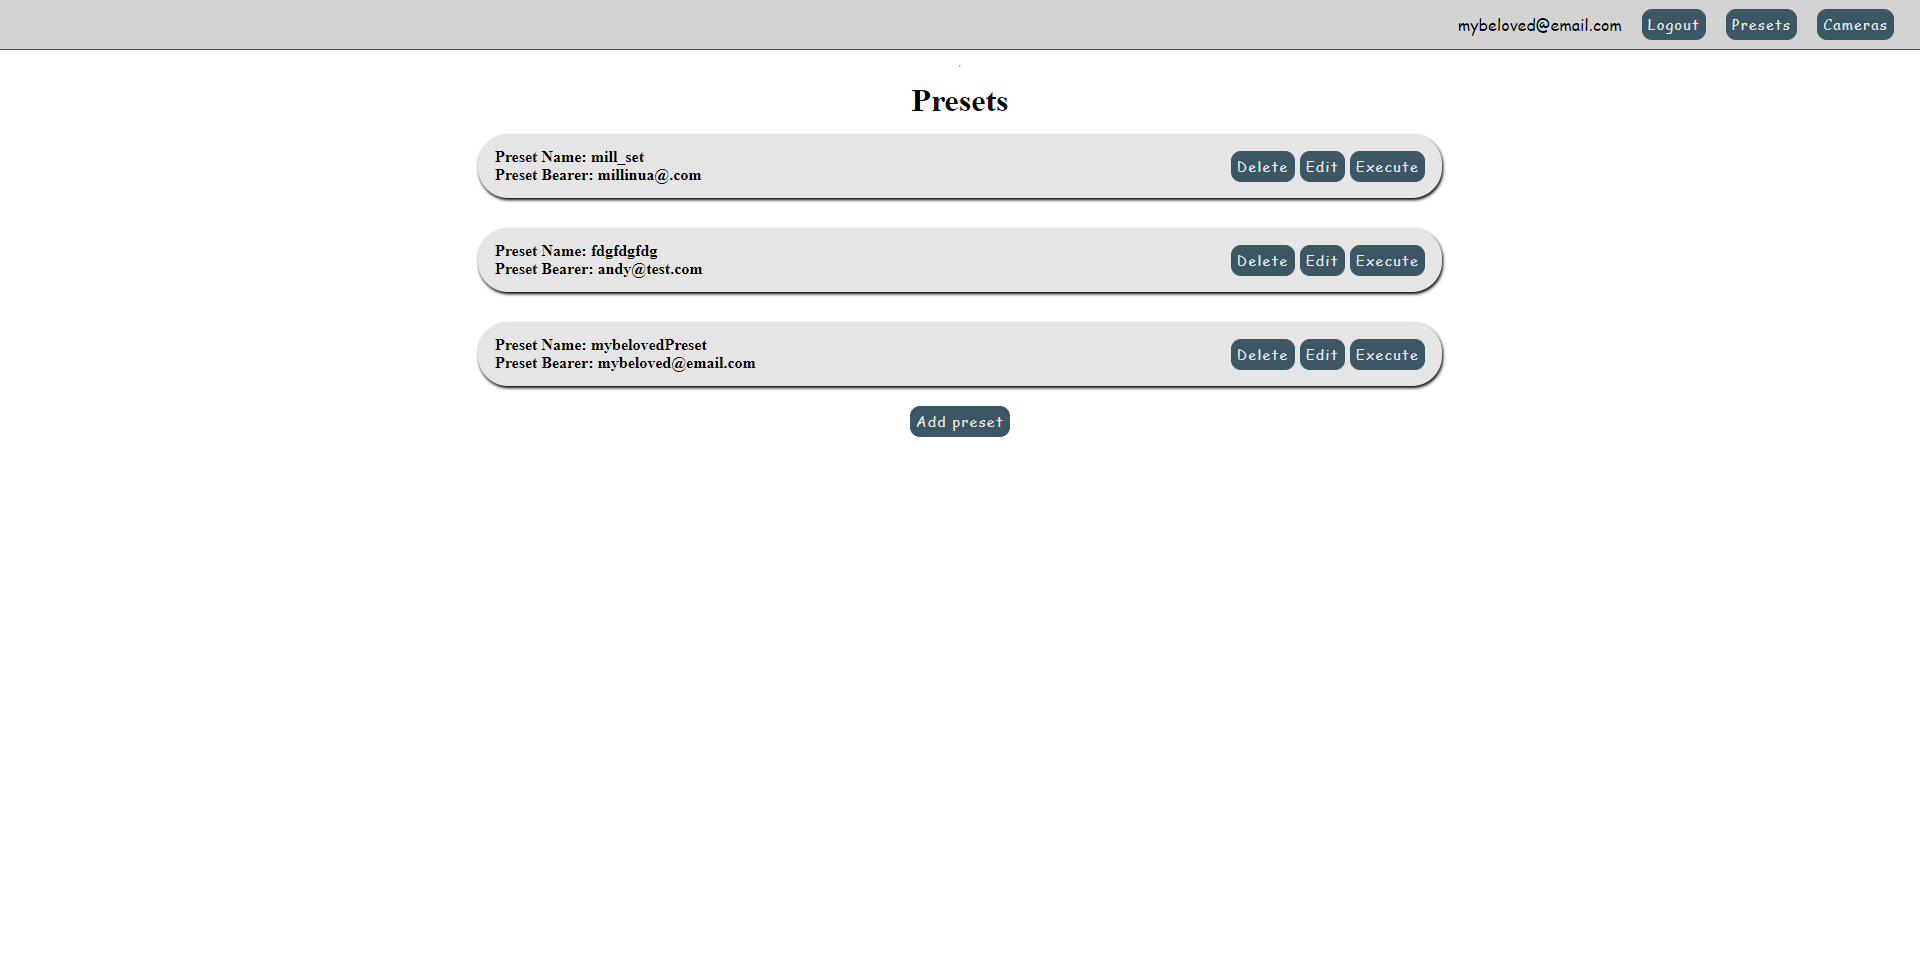 mybeloved@email.com Logout Presets Cameras
Presets
Preset Name: mill_set
Preset Bearer: millinua@.com
Delete Edit Execute
Preset Name: fdgfdgfdg
Preset Bearer: andy@test.com
Delete Edit Execute
Preset Name: mybelovedPreset
Preset Bearer: mybeloved@email.com
Delete Edit Execute
Add preset